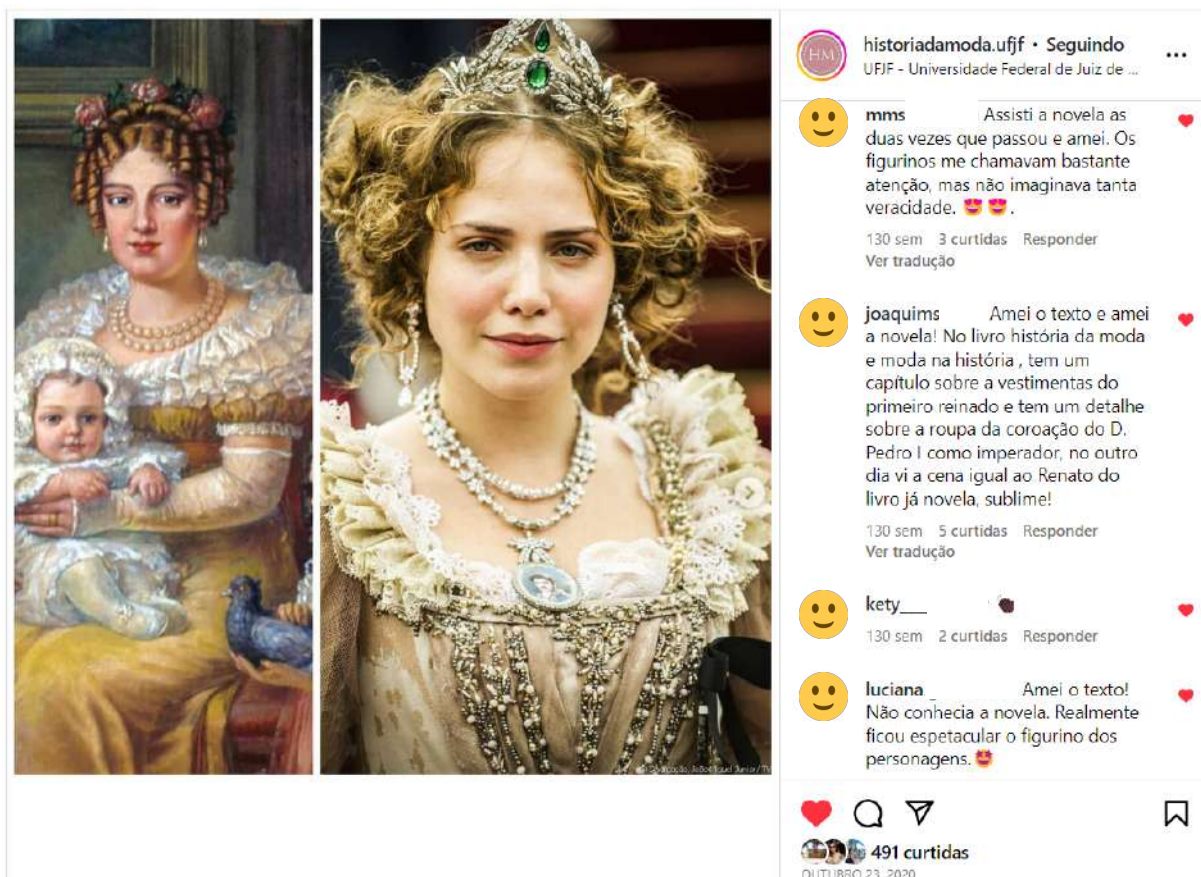 HM
historiadamoda.ufjf • Seguindo
UFJF - Universidade Federal de Juiz de ...
mms Assisti a novela as
duas vezes que passou e amei. Os
figurinos me chamavam bastante
atenção, mas não imaginava tanta
veracidade. 😍 😍 .
130 sem 3 curtidas Responder
Ver tradução
joaquims Amei o texto e amei
a novela! No livro história da moda
e moda na história , tem um
capítulo sobre a vestimentas do
primeiro reinado e tem um detalhe
sobre a roupa da coroação do D.
Pedro I como imperador, no outro
dia vi a cena igual ao Renato do
livro já novela, sublime!
130 sem 5 curtidas Responder
Ver tradução
kety___
130 sem 2 curtidas Responder
luciana _ Amei o texto!
Não conhecia a novela. Realmente
ficou espetacular o figurino dos
personagens. 🤩
491 curtidas
OUTUBRO 23, 2020